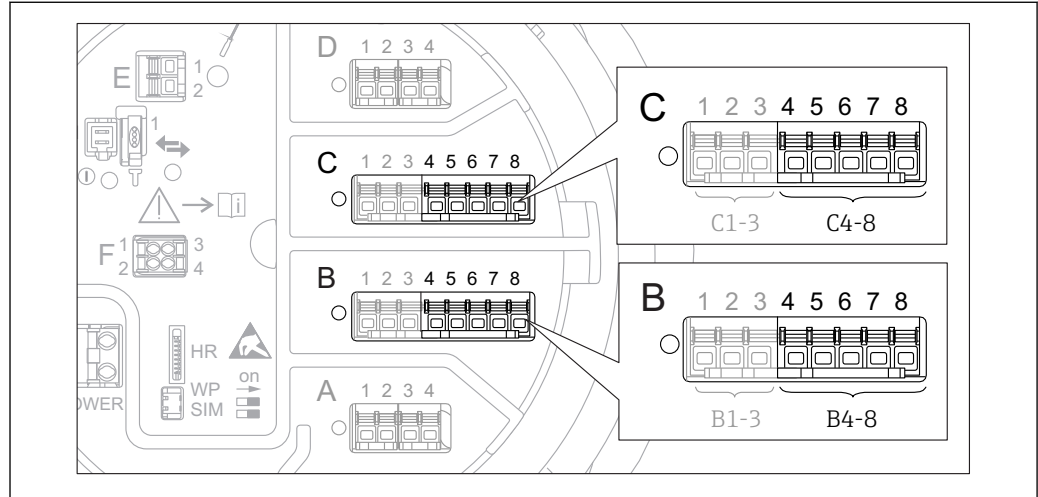 D 1 2 3 4
E 1
2
1
C 1 2 3 4 5 6 7 8
C 1 2 3 4 5 6 7 8
C1-3 C4-8
i
F 1 3
2 4
B 1 2 3 4 5 6 7 8
B 1 2 3 4 5 6 7 8
B1-3 B4-8
HR
WP on
SIM
OWER
A 1 2 3 4